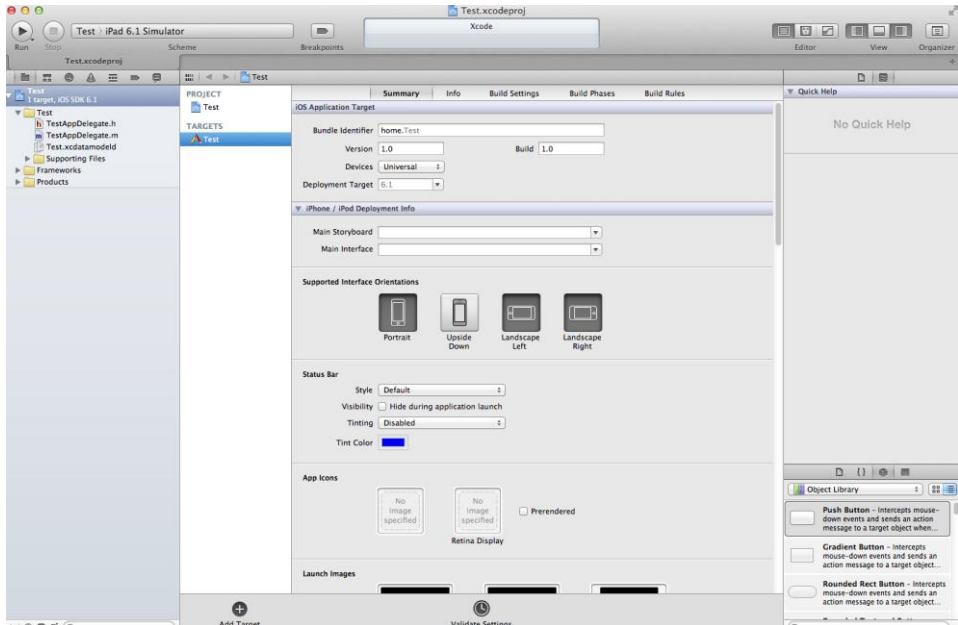 Test.xcodeproj
Test › iPad 6.1 Simulator
Xcode
Run
Stop
Scheme
Breakpoints
Editor
View
Organizer
Test.xcodeproj
Test
Test
1 target, iOS SDK 6.1
Test
TestAppDelegate.h
TestAppDelegate.m
Test.xcdatamodeld
Supporting Files
Frameworks
Products
PROJECT
Test
TARGETS
Test
Summary
Info
Build Settings
Build Phases
Build Rules
iOS Application Target
Bundle Identifier home.Test
Version 1.0
Build 1.0
Devices Universal
Deployment Target 6.1
iPhone / iPod Deployment Info
Main Storyboard
Main Interface
Supported Interface Orientations
Portrait
Upside Down
Landscape Left
Landscape Right
Status Bar
Style Default
Visibility Hide during application launch
Tinting Disabled
Tint Color
App Icons
No image specified
No image specified
Prerendered
Retina Display
Launch Images
Add Target
Validate Settings
Quick Help
No Quick Help
Object Library
Push Button – Intercepts mouse-
down events and sends an action
message to a target object when...
Gradient Button – Intercepts
mouse-down events and sends an
action message to a target object...
Rounded Rect Button – Intercepts
mouse-down events and sends an
action message to a target object...